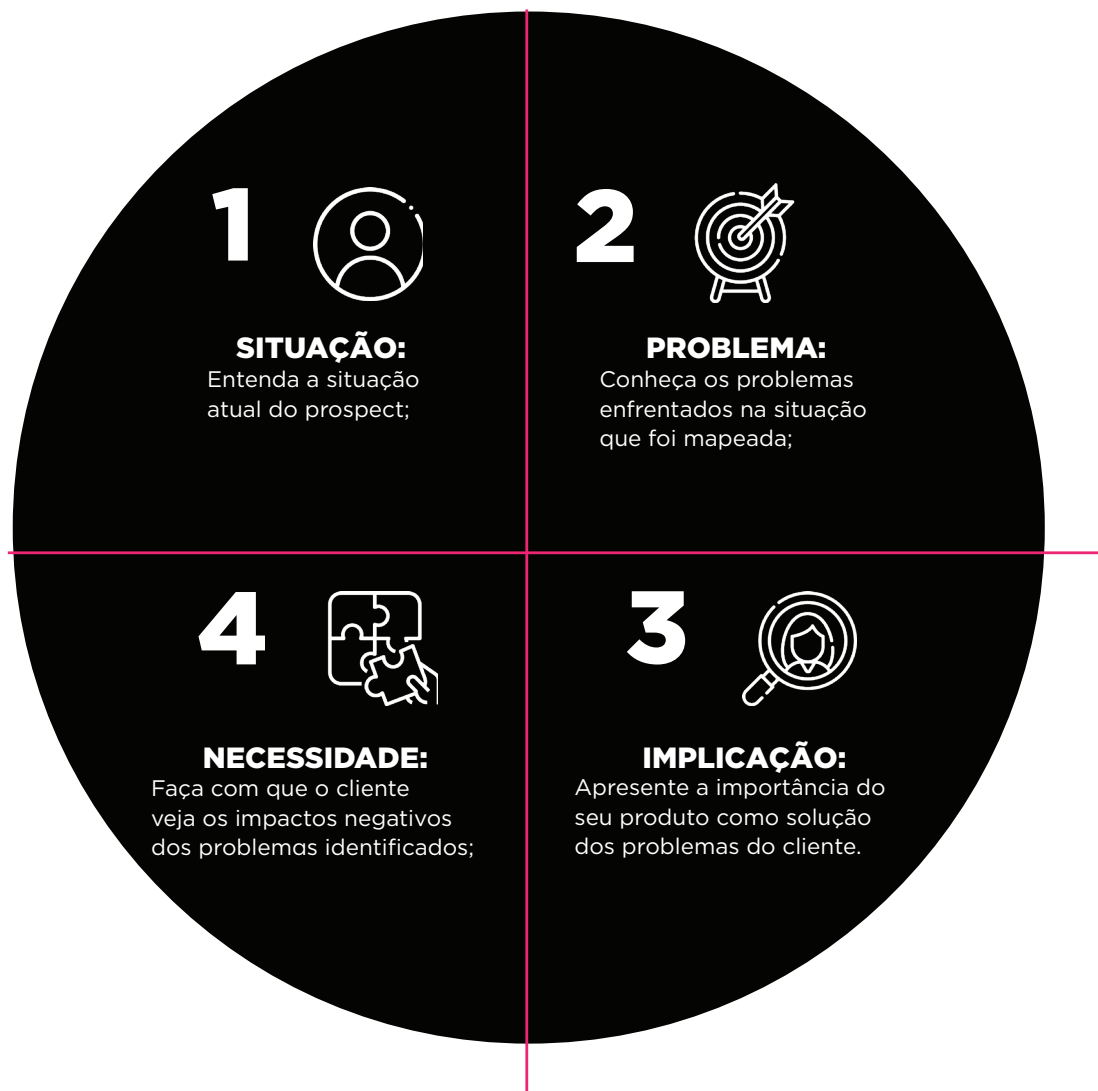 1
SITUAÇÃO:
Entenda a situação
atual do prospect;
2
PROBLEMA:
Conheça os problemas
enfrentados na situação
que foi mapeada;
3
IMPLICAÇÃO:
Apresente a importância do
seu produto como solução
dos problemas do cliente.
4
NECESSIDADE:
Faça com que o cliente
veja os impactos negativos
dos problemas identificados;